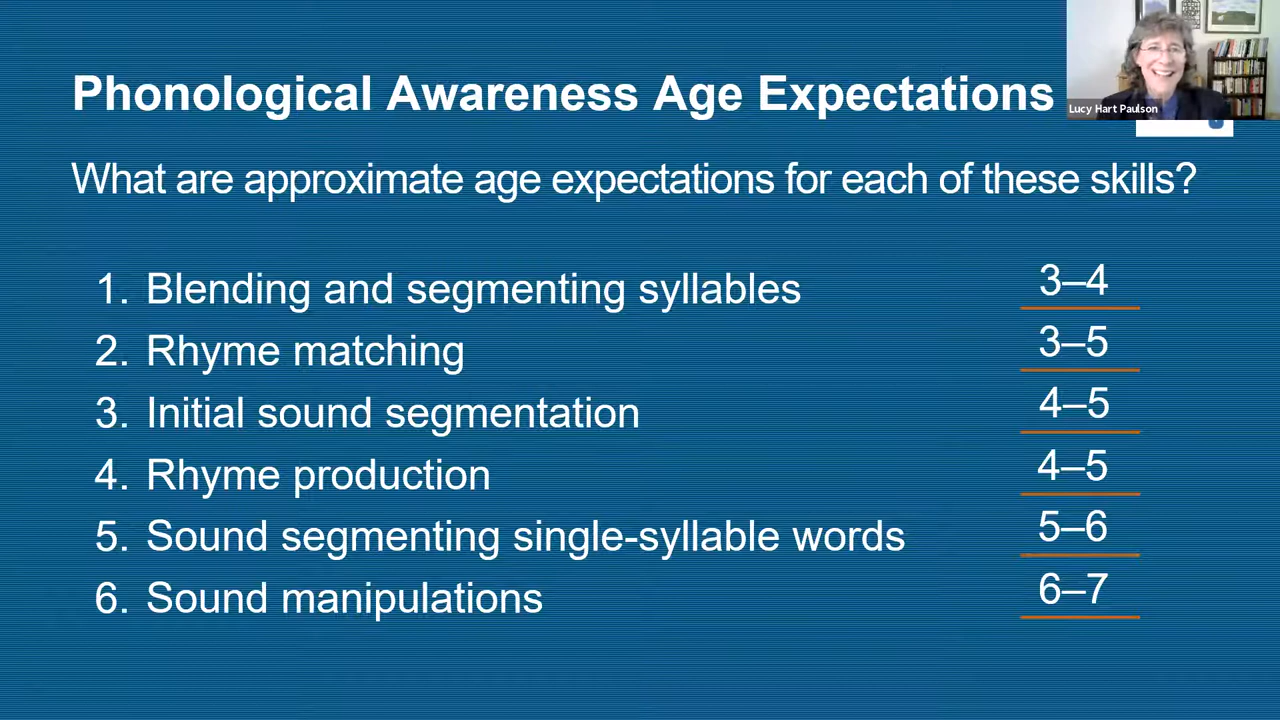 Phonological Awareness Age Expectations
Lucy Hart Paulson
What are approximate age expectations for each of these skills?
1. Blending and segmenting syllables 3–4
2. Rhyme matching 3–5
3. Initial sound segmentation 4–5
4. Rhyme production 4–5
5. Sound segmenting single-syllable words 5–6
6. Sound manipulations 6–7